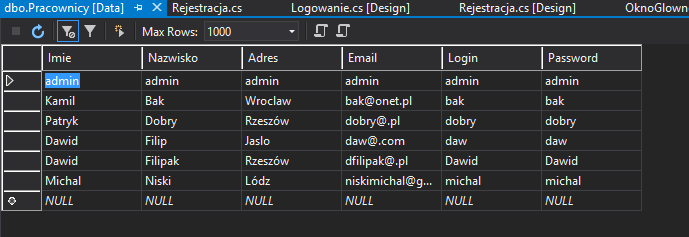 dbo.Pracownicy [Data] Rejestracja.cs Logowanie.cs [Design] Rejestracja.cs [Design] OknoGlown
Max Rows: 1000
Imie Nazwisko Adres Email Login Password
admin admin admin admin admin admin
Kamil Bak Wroclaw bak@onet.pl bak bak
Patryk Dobry Rzeszów dobry@.pl dobry dobry
Dawid Filip Jaslo daw@.com daw daw
Dawid Filipak Rzeszów dfilipak@.pl Dawid Dawid
Michal Niski Lódz niskimichal@g... michal michal
NULL NULL NULL NULL NULL NULL